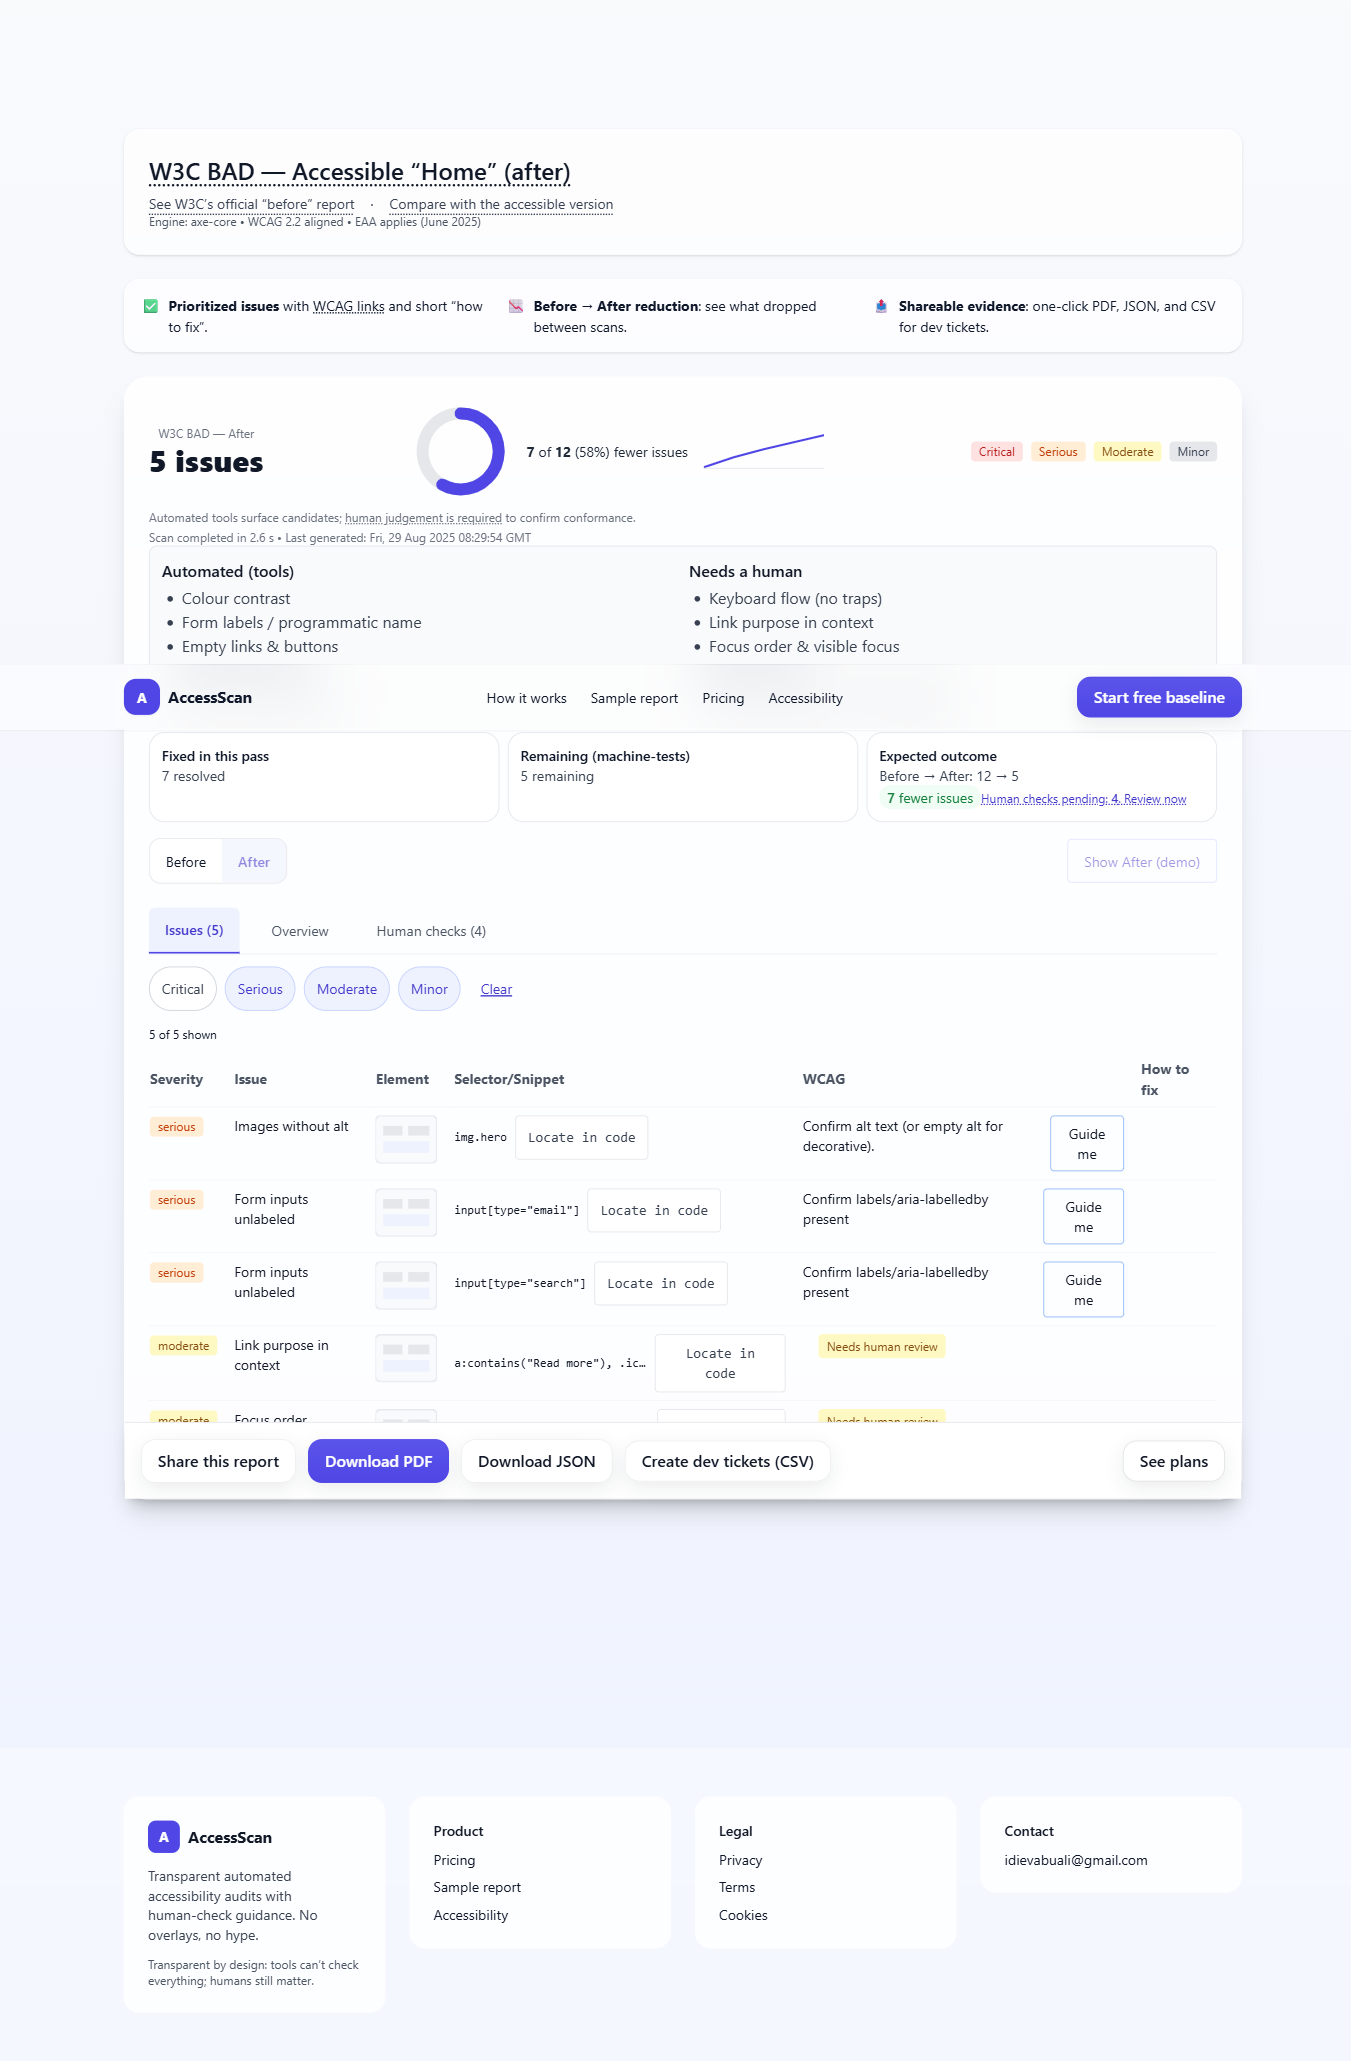 W3C BAD — Accessible “Home” (after)
See W3C’s official “before” report · Compare with the accessible version
Engine: axe-core • WCAG 2.2 aligned • EAA applies (June 2025)
Prioritized issues with WCAG links and short “how
to fix”.
Before → After reduction: see what dropped
between scans.
Shareable evidence: one-click PDF, JSON, and CSV
for dev tickets.
W3C BAD — After
5 issues
7 of 12 (58%) fewer issues
Critical
Serious
Moderate
Minor
Automated tools surface candidates; human judgement is required to confirm conformance.
Scan completed in 2.6 s • Last generated: Fri, 29 Aug 2025 08:29:54 GMT
Automated (tools)
• Colour contrast
• Form labels / programmatic name
• Empty links & buttons
Needs a human
• Keyboard flow (no traps)
• Link purpose in context
• Focus order & visible focus
A
AccessScan
How it works
Sample report
Pricing
Accessibility
Start free baseline
Fixed in this pass
7 resolved
Remaining (machine-tests)
5 remaining
Expected outcome
Before → After: 12 → 5
7 fewer issues Human checks pending: 4. Review now
Before
After
Show After (demo)
Issues (5)
Overview
Human checks (4)
Critical
Serious
Moderate
Minor
Clear
5 of 5 shown
Severity
Issue
Element
Selector/Snippet
WCAG
How to
fix
serious
Images without alt
img.hero
Locate in code
Confirm alt text (or empty alt for
decorative).
Guide
me
serious
Form inputs
unlabeled
input[type="email"]
Locate in code
Confirm labels/aria-labelledby
present
Guide
me
serious
Form inputs
unlabeled
input[type="search"]
Locate in code
Confirm labels/aria-labelledby
present
Guide
me
moderate
Link purpose in
context
a:contains("Read more"), .ic…
Locate in
code
Needs human review
moderate
Focus order
Needs human review
Share this report
Download PDF
Download JSON
Create dev tickets (CSV)
See plans
A
AccessScan
Transparent automated
accessibility audits with
human-check guidance. No
overlays, no hype.
Transparent by design: tools can’t check
everything; humans still matter.
Product
Pricing
Sample report
Accessibility
Legal
Privacy
Terms
Cookies
Contact
idievabuali@gmail.com